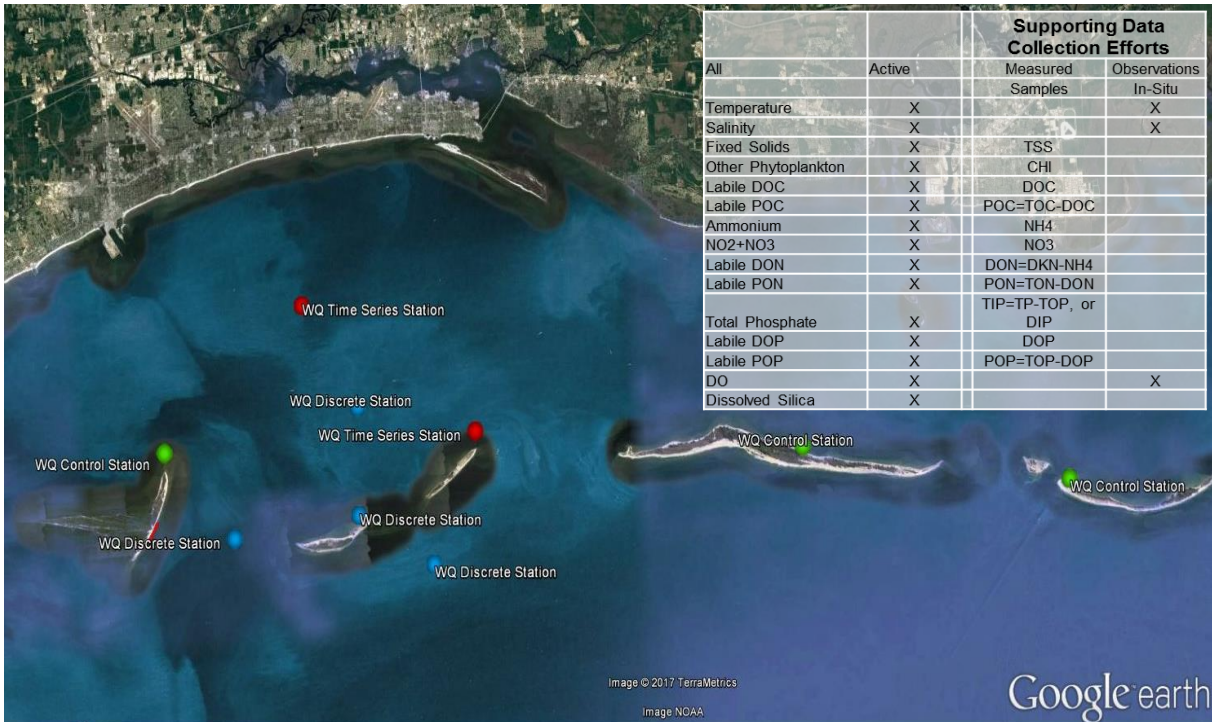 Supporting Data
Collection Efforts
All Active Measured Observations
Samples In-Situ
Temperature X X
Salinity X X
Fixed Solids X TSS
Other Phytoplankton X CHl
Labile DOC X DOC
Labile POC X POC=TOC-DOC
Ammonium X NH4
NO2+NO3 X NO3
Labile DON X DON=DKN-NH4
Labile PON X PON=TON-DON
TIP=TP-TOP, or
Total Phosphate X DIP
Labile DOP X DOP
Labile POP X POP=TOP-DOP
DO X X
Dissolved Silica X
WQ Time Series Station
WQ Discrete Station
WQ Time Series Station
WQ Control Station
WQ Control Station
WQ Control Station
WQ Discrete Station
WQ Discrete Station
WQ Discrete Station
Image © 2017 TerraMetrics
Image NOAA
Google earth